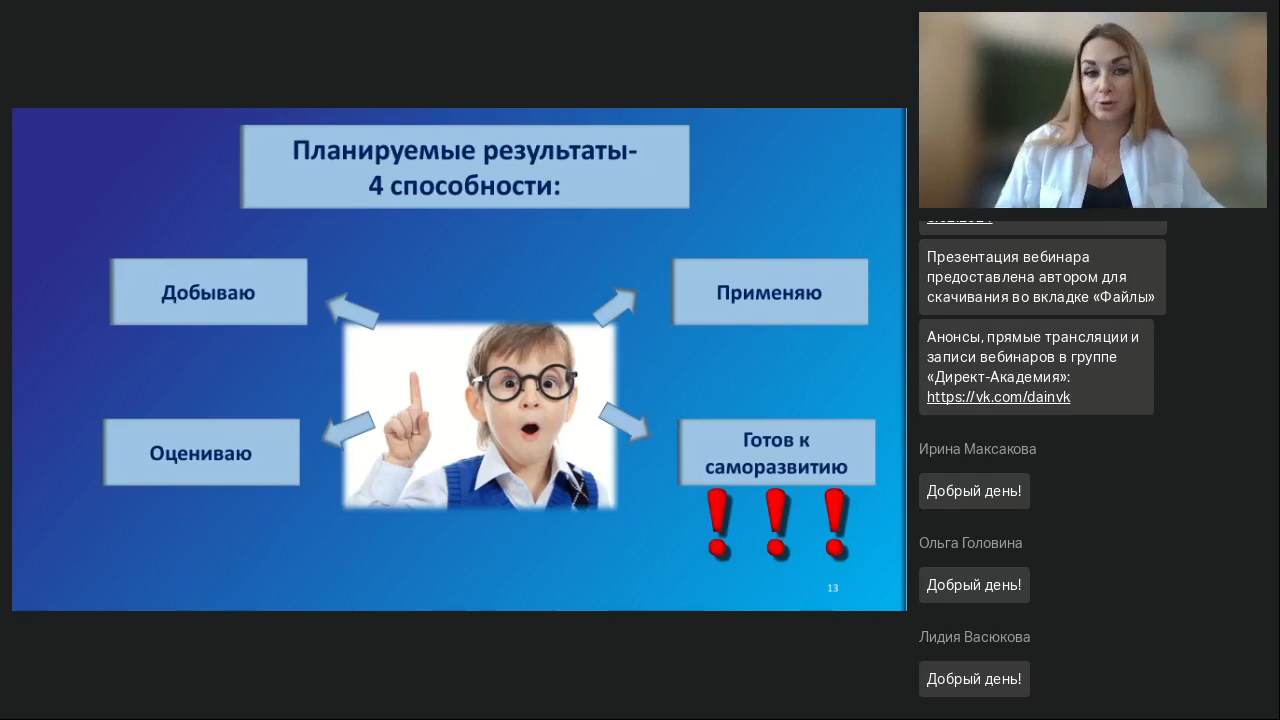 Планируемые результаты-
4 способности:
Добываю
Применяю
Оцениваю
Готов к
саморазвитию
13
Презентация вебинара
предоставлена автором для
скачивания во вкладке «Файлы»
Анонсы, прямые трансляции и
записи вебинаров в группе
«Директ-Академия»:
https://vk.com/dainvk
Ирина Максакова
Добрый день!
Ольга Головина
Добрый день!
Лидия Васюкова
Добрый день!